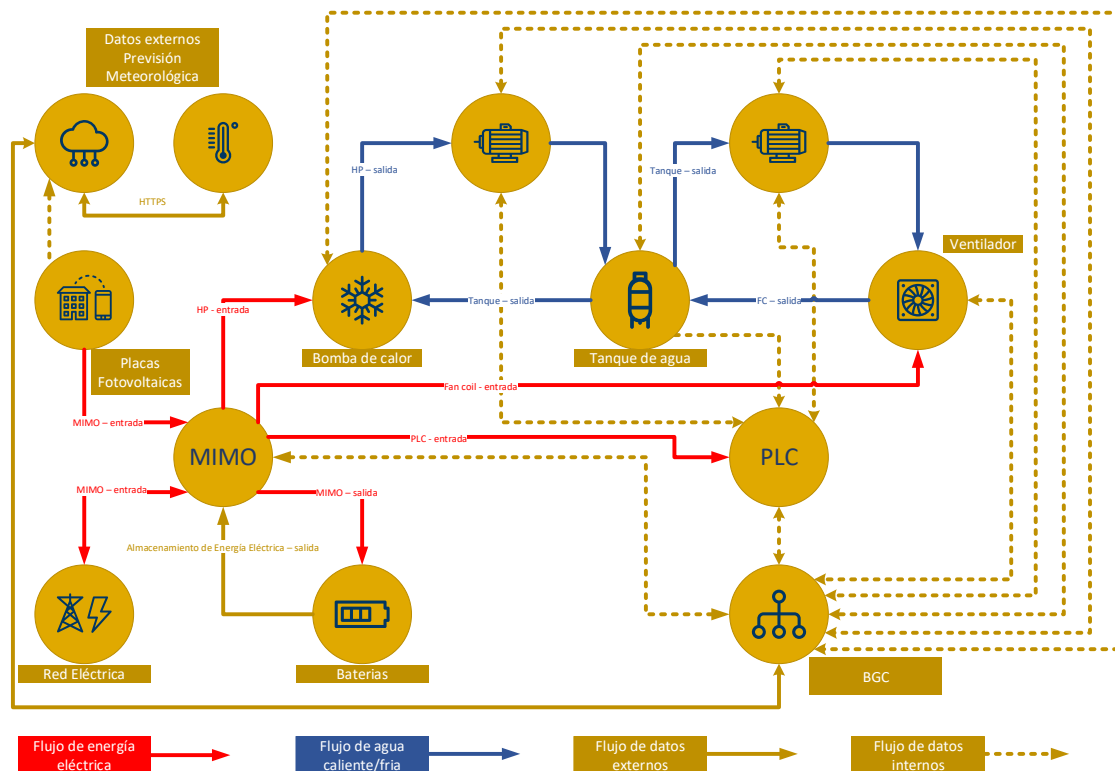 Datos externos
Previsión
Meteorológica
HTTPS
HP – salida
Tanque – salida
Ventilador
Tanque – salida
FC – salida
HP - entrada
Bomba de calor
Tanque de agua
Placas
Fotovoltaicas
Fan coil - entrada
MIMO – entrada
PLC - entrada
MIMO
PLC
MIMO – entrada
MIMO – salida
Almacenamiento de Energía Eléctrica – salida
Red Eléctrica
Baterias
BGC
Flujo de energía
eléctrica
Flujo de agua
caliente/fria
Flujo de datos
externos
Flujo de datos
internos